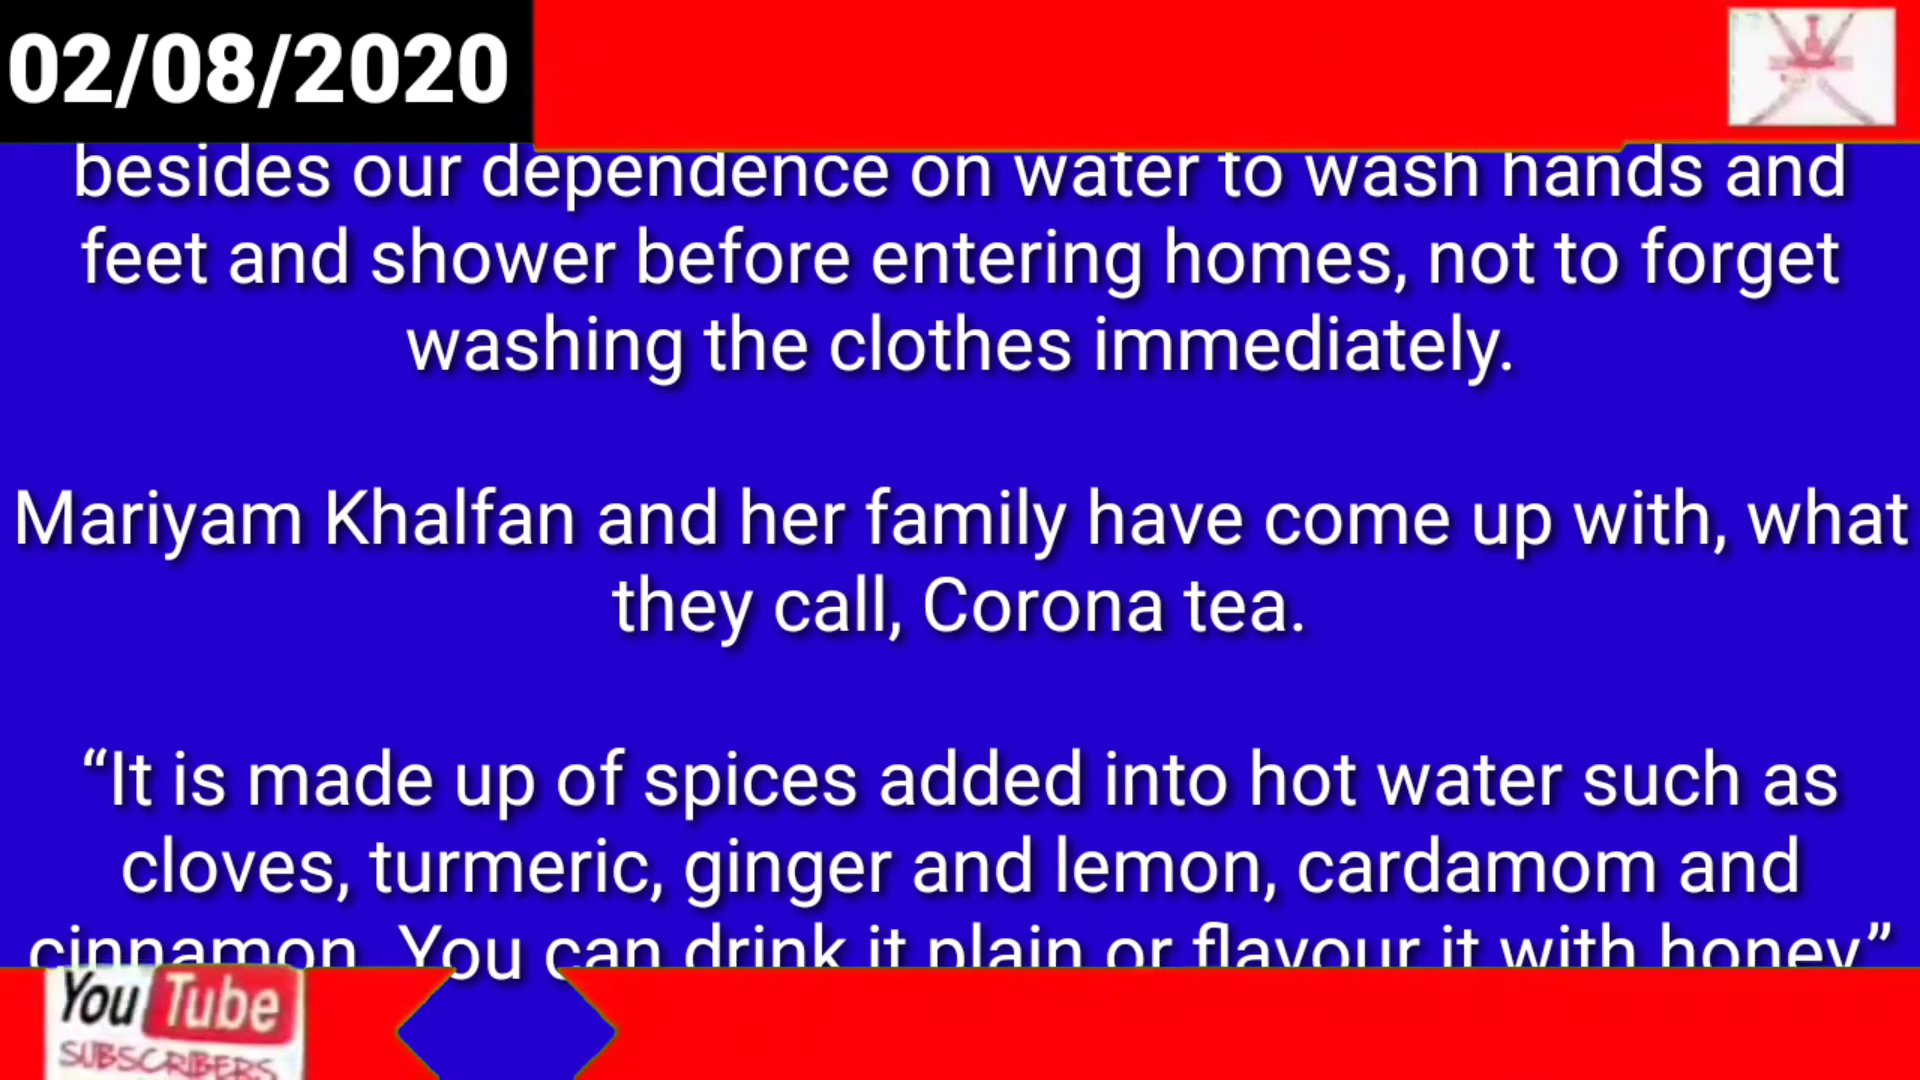 02/08/2020
besides our dependence on water to wash hands and
feet and shower before entering homes, not to forget
washing the clothes immediately.
Mariyam Khalfan and her family have come up with, what
they call, Corona tea.
“It is made up of spices added into hot water such as
cloves, turmeric, ginger and lemon, cardamom and
cinnamon. You can drink it plain or flavour it with honey”
YouTube
SUBSCRIBERS